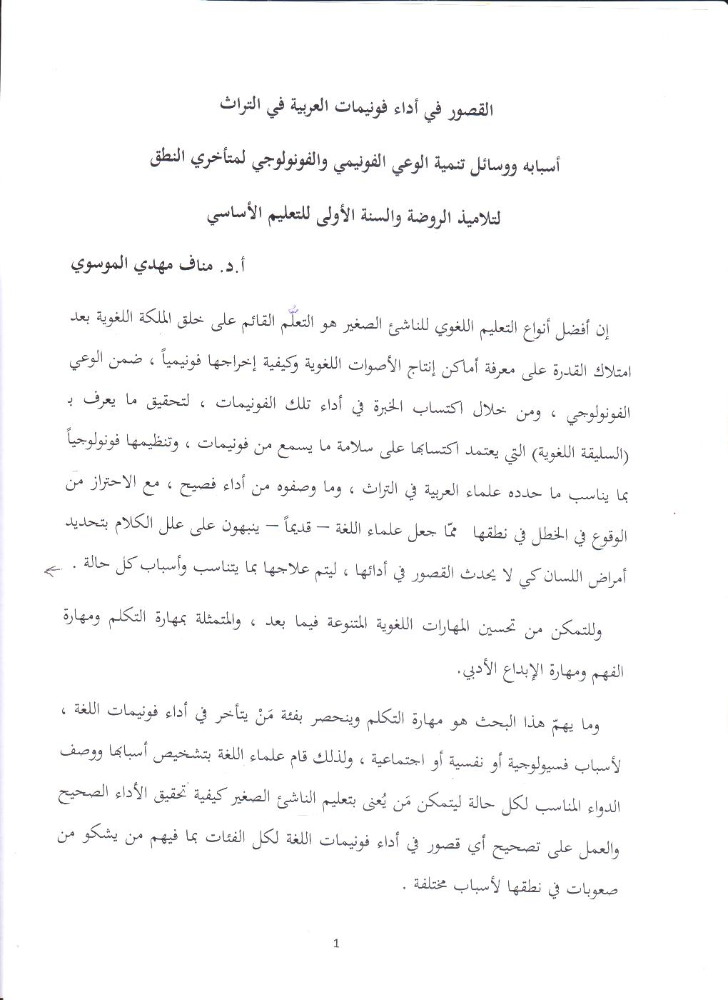 القصور في أداء فونيمات العربية في التراث
أسبابه ووسائل تنمية الوعي الفونيمي والفونولوجي لمتأخري النطق
لتلاميذ الروضة والسنة الأولى للتعليم الأساسي
أ.د. مناف مهدي الموسوي
إن أفضل أنواع التعليم اللغوي للناشئ الصغير هو التعلّم القائم على خلق الملكة اللغوية بعد
امتلاك القدرة على معرفة أماكن إنتاج الأصوات اللغوية وكيفية إخراجها فونيمياً ، ضمن الوعي
الفونولوجي ، ومن خلال اكتساب الخبرة في أداء تلك الفونيمات ، لتحقيق ما يعرف بـ
(السليقة اللغوية) التي يعتمد اكتسابها على سلامة ما يسمع من فونيمات ، وتنظيمها فونولوجياً
بما يناسب ما حدده علماء العربية في التراث ، وما وصفوه من أداء فصيح ، مع الاحتراز من
الوقوع في الخطل في نطقها ممّا جعل علماء اللغة – قديماً – ينبهون على علل الكلام بتحديد
أمراض اللسان كي لا يحدث القصور في أدائها ، ليتم علاجها بما يتناسب وأسباب كل حالة .
وللتمكن من تحسين المهارات اللغوية المتنوعة فيما بعد ، والمتمثلة بمهارة التكلم ومهارة
الفهم ومهارة الإبداع الأدبي.
وما يهمّ هذا البحث هو مهارة التكلم وينحصر بفئة مَنْ يتأخر في أداء فونيمات اللغة ،
لأسباب فسيولوجية أو نفسية أو اجتماعية ، ولذلك قام علماء اللغة بتشخيص أسبابها ووصف
الدواء المناسب لكل حالة ليتمكن مَن يُعنى بتعليم الناشئ الصغير كيفية تحقيق الأداء الصحيح
والعمل على تصحيح أي قصور في أداء فونيمات اللغة لكل الفئات بما فيهم من يشكو من
صعوبات في نطقها لأسباب مختلفة .
1